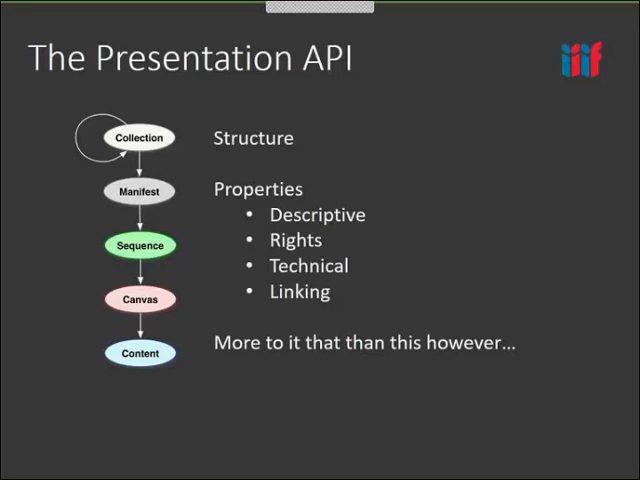 The Presentation API
iiif
Collection
Structure
Manifest
Properties
• Descriptive
Sequence
• Rights
• Technical
Canvas
• Linking
Content
More to it that than this however...